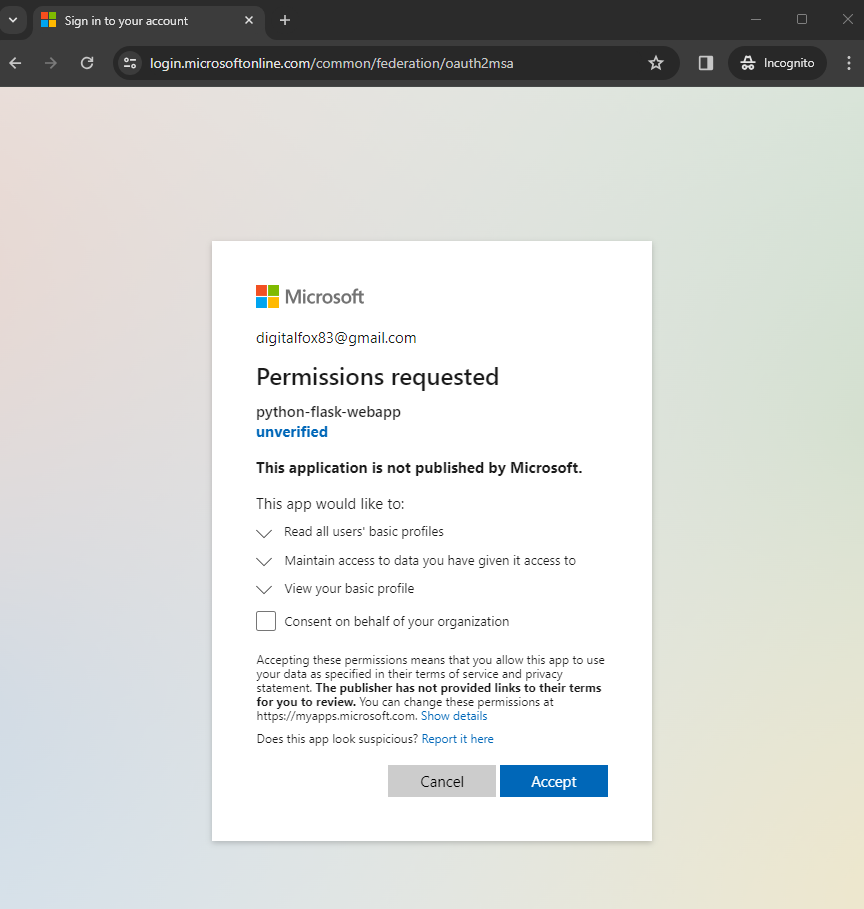 Sign in to your account
login.microsoftonline.com/common/federation/oauth2msa
Incognito
Microsoft
digitalfox83@gmail.com
Permissions requested
python-flask-webapp
unverified
This application is not published by Microsoft.
This app would like to:
Read all users' basic profiles
Maintain access to data you have given it access to
View your basic profile
Consent on behalf of your organization
Accepting these permissions means that you allow this app to use
your data as specified in their terms of service and privacy
statement. The publisher has not provided links to their terms
for you to review. You can change these permissions at
https://myapps.microsoft.com. Show details
Does this app look suspicious? Report it here
Cancel Accept